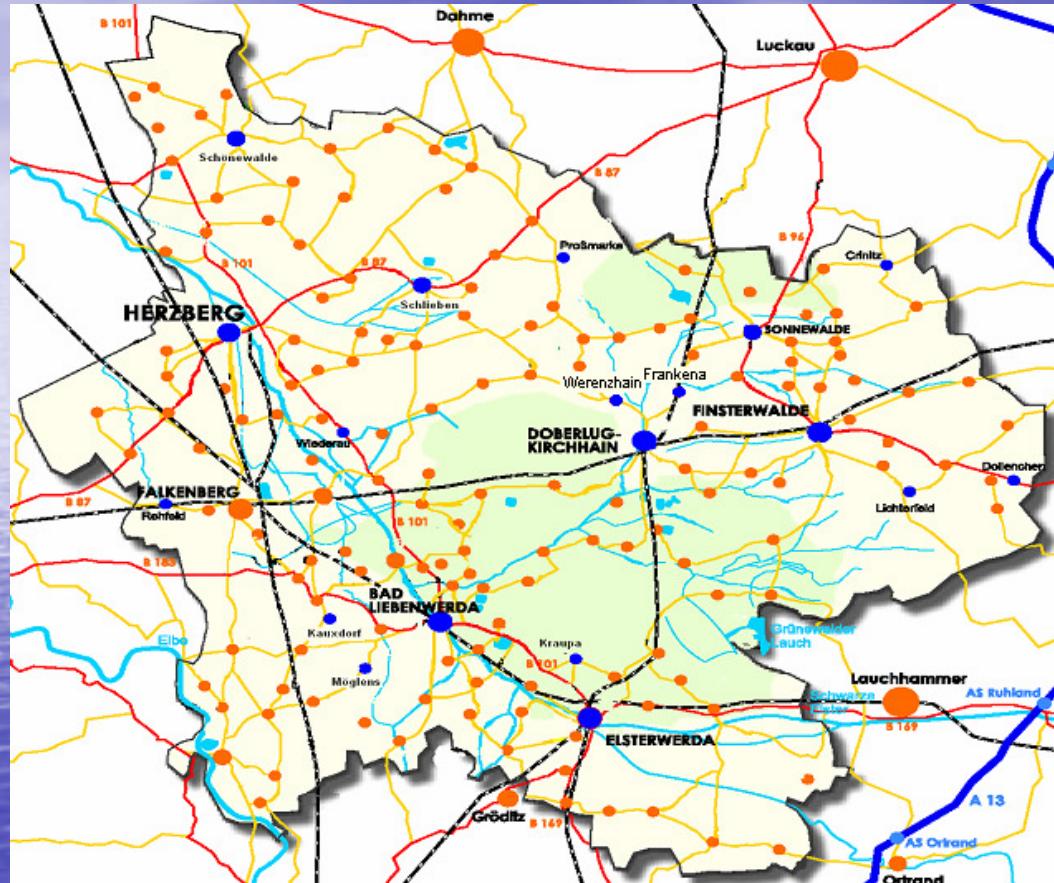 B 101
Dahme
Luckau
Schönewalde
B 87
Proßmarke
B 96
Crinitz
B 101
B 87
Schlieben
HERZBERG
SONNEWALDE
Werenzhain
Frankena
FINSTERWALDE
DOBERLUG-
KIRCHHAIN
Wiederau
Dollenchen
FALKENBERG
B 87
Rehfeld
Lichterfeld
B 101
B 183
BAD
LIEBENWERDA
Kauxdorf
Elbe
Grünewalder
Lauch
Kraupa
B 101
Möglens
Lauchhammer
AS Ruhland
Schwarze
Elster
B 169
ELSTERWERDA
A 13
Gröditz
B 169
AS Ortrand
Ortrand